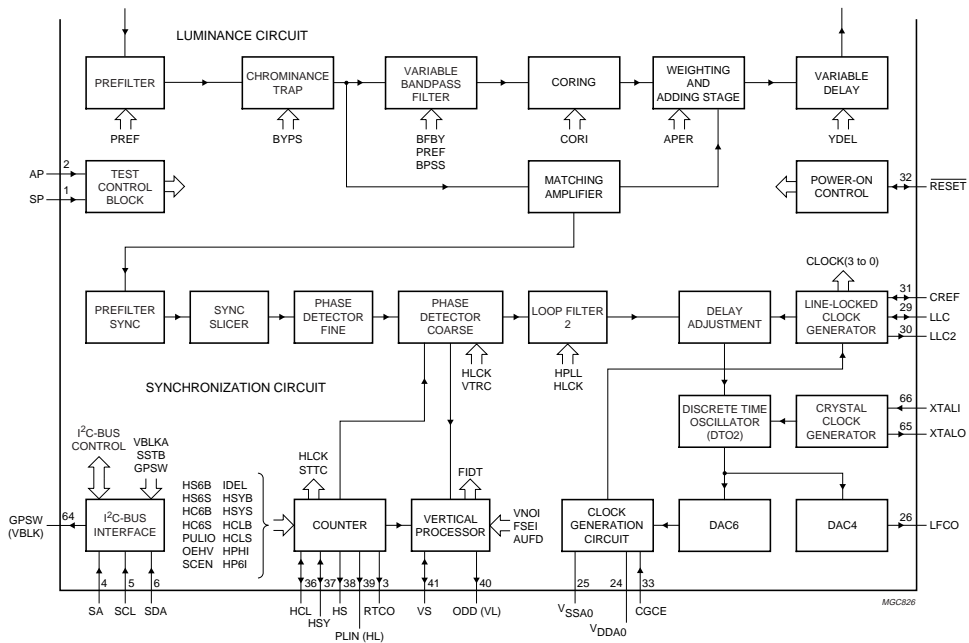 LUMINANCE CIRCUIT
PREFILTER
CHROMINANCE
TRAP
VARIABLE
BANDPASS
FILTER
CORING
WEIGHTING
AND
ADDING STAGE
VARIABLE
DELAY
PREF
BYPS
BFBY
PREF
BPSS
CORI
APER
YDEL
AP
2
SP
1
TEST
CONTROL
BLOCK
MATCHING
AMPLIFIER
POWER-ON
CONTROL
32
RESET
CLOCK(3 to 0)
PREFILTER
SYNC
SYNC
SLICER
PHASE
DETECTOR
FINE
PHASE
DETECTOR
COARSE
LOOP FILTER
2
DELAY
ADJUSTMENT
LINE-LOCKED
CLOCK
GENERATOR
31
CREF
29
LLC
30
LLC2
HLCK
VTRC
HPLL
HLCK
SYNCHRONIZATION CIRCUIT
DISCRETE TIME
OSCILLATOR
(DTO2)
CRYSTAL
CLOCK
GENERATOR
66
XTALI
65
XTALO
I²C-BUS
CONTROL
VBLKA
SSTB
GPSW
HS6B IDEL
HS6S HSYB
HC6B HSYS
HC6S HCLB
PULIO HCLS
OEHV HPHI
SCEN HP6I
HLCK
STTC
FIDT
VNOI
FSEI
AUFD
GPSW
(VBLK)
64
I²C-BUS
INTERFACE
COUNTER
VERTICAL
PROCESSOR
CLOCK
GENERATION
CIRCUIT
DAC6
DAC4
26
LFCO
4 5 6
36 37 38 39 3
41 40
25 24 33
SA SCL SDA
HCL HSY HS PLIN (HL) RTCO
VS ODD (VL)
VSSA0 VDDA0 CGCE
MGC826